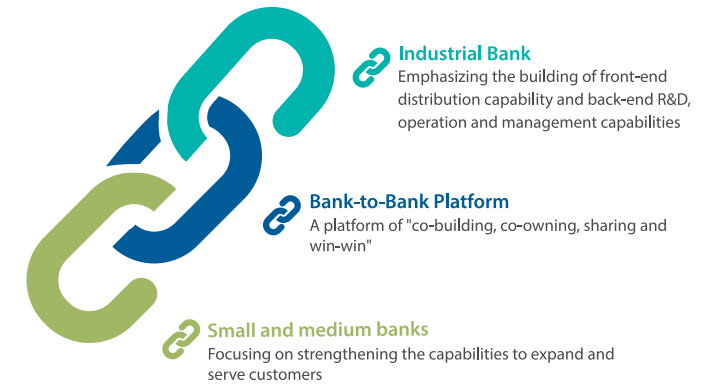 Industrial Bank
Emphasizing the building of front-end
distribution capability and back-end R&D,
operation and management capabilities
Bank-to-Bank Platform
A platform of "co-building, co-owning, sharing and
win-win"
Small and medium banks
Focusing on strengthening the capabilities to expand and
serve customers